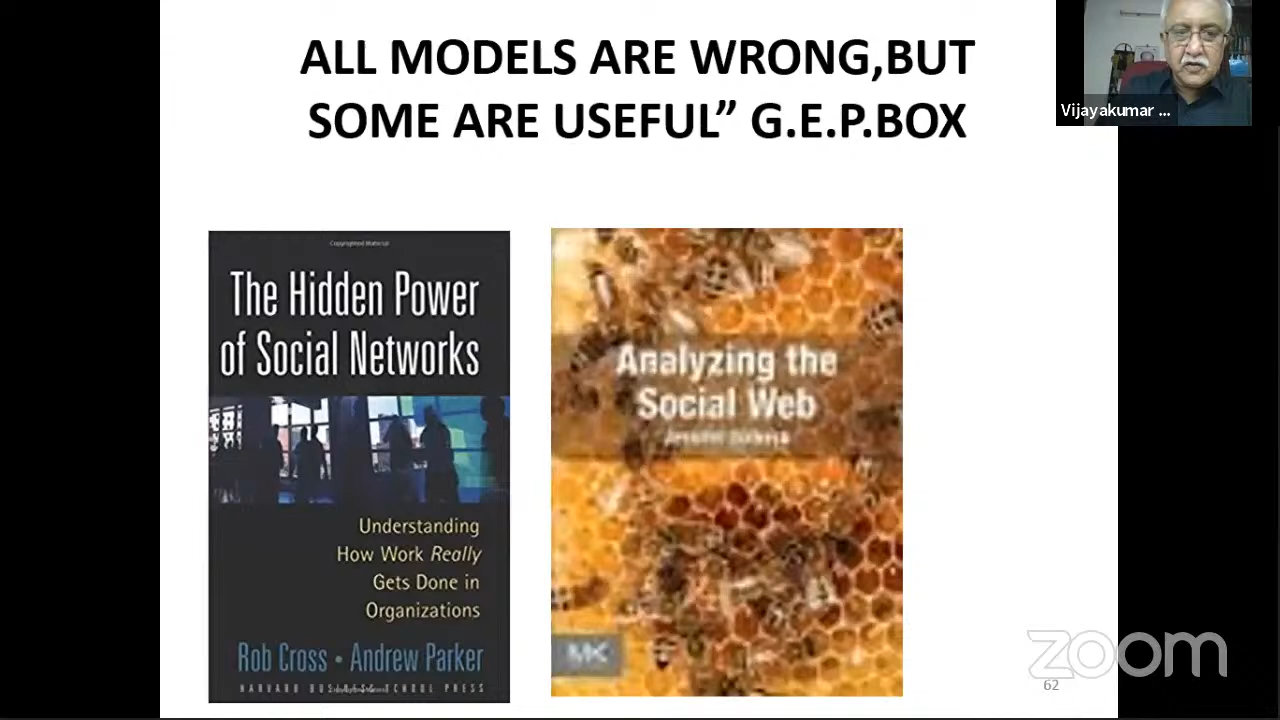 ALL MODELS ARE WRONG,BUT
SOME ARE USEFUL” G.E.P.BOX
Vijayakumar ...
Copyrighted Material
The Hidden Power
of Social Networks
Understanding
How Work Really
Gets Done in
Organizations
Rob Cross • Andrew Parker
HARVARD BUSINESS SCHOOL PRESS
Analyzing the
Social Web
MK
zoom
62